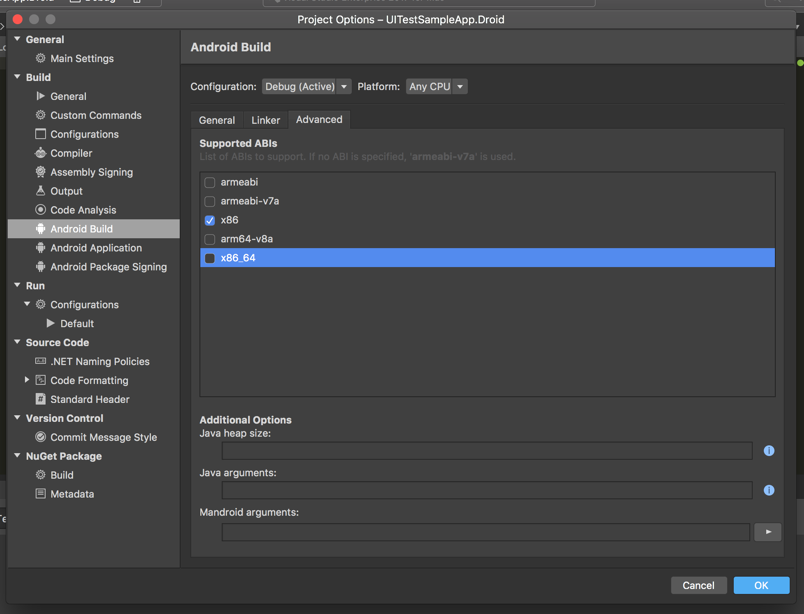 Project Options – UITestSampleApp.Droid
General
Main Settings
Build
General
Custom Commands
Configurations
Compiler
Assembly Signing
Output
Code Analysis
Android Build
Android Application
Android Package Signing
Run
Configurations
Default
Source Code
.NET Naming Policies
Code Formatting
Standard Header
Version Control
Commit Message Style
NuGet Package
Build
Metadata
Android Build
Configuration: Debug (Active) Platform: Any CPU
General Linker Advanced
Supported ABIs
List of ABIs to support. If no ABI is specified, 'armeabi-v7a' is used.
armeabi
armeabi-v7a
x86
arm64-v8a
x86_64
Additional Options
Java heap size:
Java arguments:
Mandroid arguments:
Cancel OK